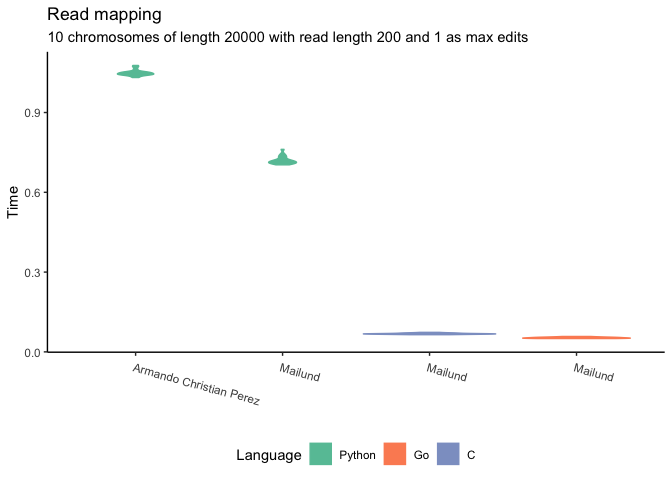 Read mapping
10 chromosomes of length 20000 with read length 200 and 1 as max edits
Time
0.9
0.6
0.3
0.0
Armando Christian Perez
Mailund
Mailund
Mailund
Language Python Go C